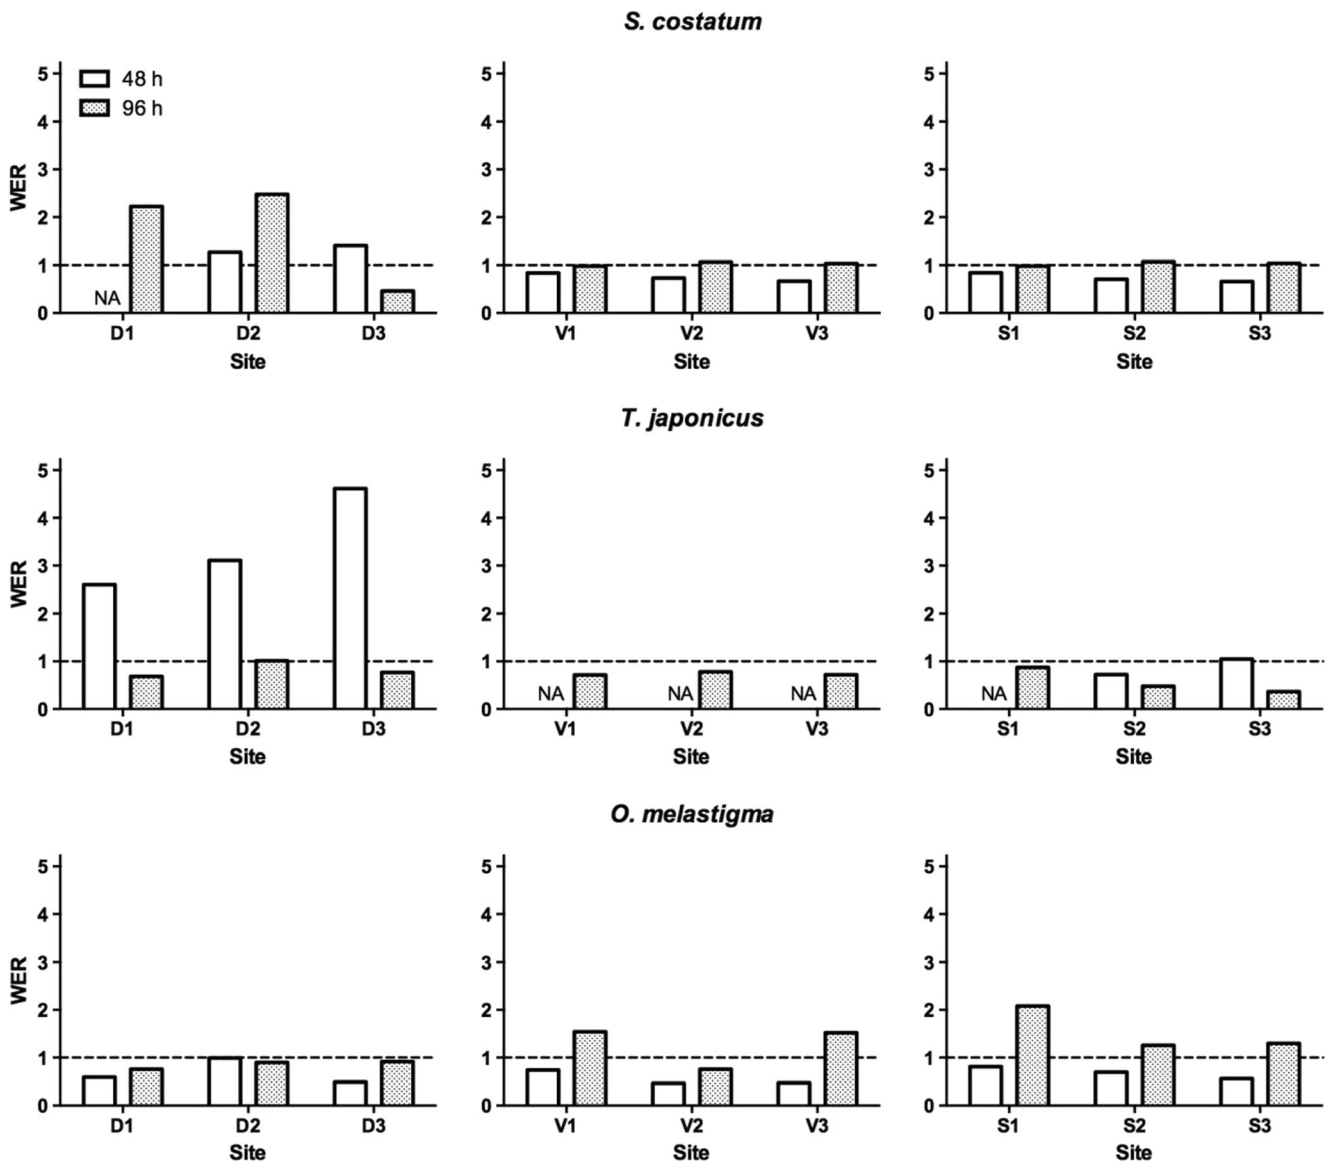 S. costatum
5 4 3 2 1 0
WER
48 h
96 h
NA
D1 D2 D3
Site
5 4 3 2 1 0
V1 V2 V3
Site
5 4 3 2 1 0
S1 S2 S3
Site
T. japonicus
5 4 3 2 1 0
WER
D1 D2 D3
Site
5 4 3 2 1 0
NA NA NA
V1 V2 V3
Site
5 4 3 2 1 0
NA
S1 S2 S3
Site
O. melastigma
5 4 3 2 1 0
WER
D1 D2 D3
Site
5 4 3 2 1 0
V1 V2 V3
Site
5 4 3 2 1 0
S1 S2 S3
Site